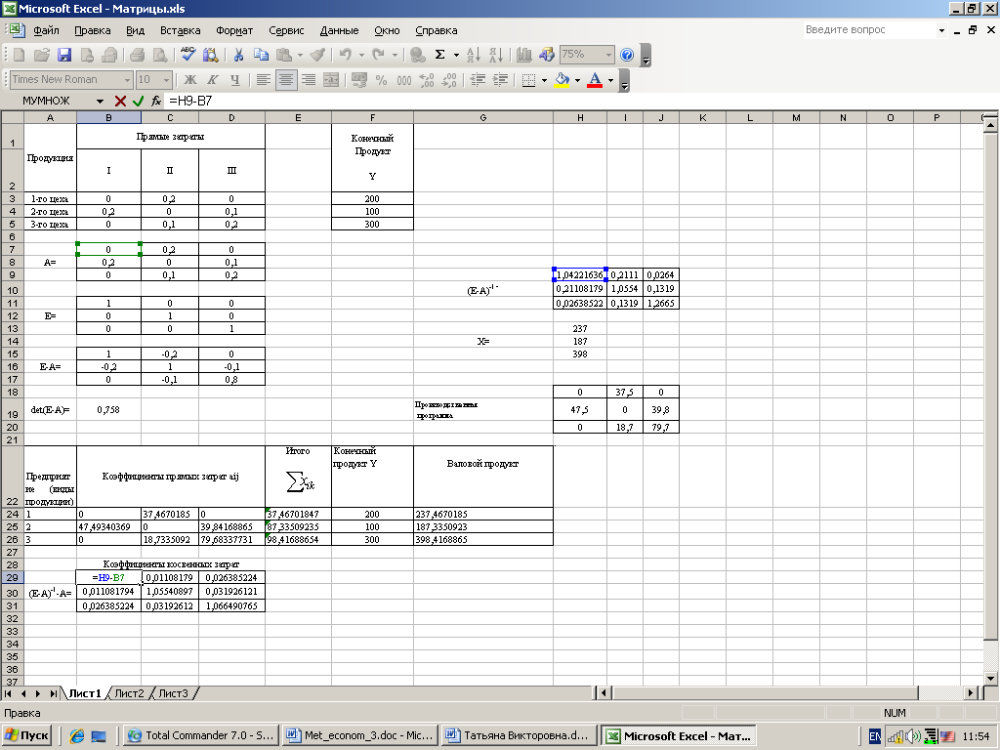 Microsoft Excel - Матрицы.xls
Файл Правка Вид Вставка Формат Сервис Данные Окно Справка Введите вопрос
75%
Times New Roman 10 Ж К Ч % 000
МУМНОЖ fx =H9-B7
A B C D E F G H I J K L M N O P
1 Прямые затраты Конечный
Продукт
Продукция
2 I II III Y
3 1-го цеха 0 0,2 0 200
4 2-го цеха 0,2 0 0,1 100
5 3-го цеха 0 0,1 0,2 300
6
7 0 0,2 0
8 A= 0,2 0 0,1
9 0 0,1 0,2 1,04221636 0,2111 0,0264
10 (E-A)-1 - 0,21108179 1,0554 0,1319
11 1 0 0 0,02638522 0,1319 1,2665
12 E= 0 1 0
13 0 0 1 237
14 X= 187
15 1 -0,2 0 398
16 E-A= -0,2 1 -0,1
17 0 -0,1 0,8
18 0 37,5 0
19 det(E-A)= 0,758 Производственная
программа 47,5 0 39,8
20 0 18,7 79,7
21
22 Предприят
ие (виды
продукции) Коэффициенты прямых затрат aij Итого ∑xik Конечный
продукт Y Валовой продукт
24 1 0 37,4670185 0 37,46701847 200 237,4670185
25 2 47,49340369 0 39,84168865 87,33509235 100 187,3350923
26 3 0 18,7335092 79,68337731 98,41688654 300 398,4168865
27
28 Коэффициенты косвенных затрат
29 =H9-B7 0,01108179 0,026385224
30 (E-A)-1-A= 0,011081794 1,05540897 0,031926121
31 0,026385224 0,03192612 1,066490765
32
33
34
35
36
37
Лист1 Лист2 Лист3
Правка NUM
Пуск Total Commander 7.0 - S... Met_econom_3.doc - Mic... Татьяна Викторовна.d... Microsoft Excel - Мат... EN 11:54